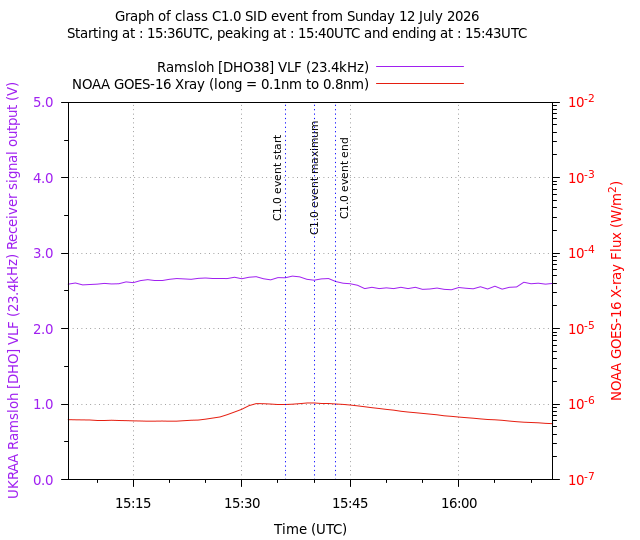 Graph of class C1.0 SID event from Sunday 12 July 2026
Starting at : 15:36UTC, peaking at : 15:40UTC and ending at : 15:43UTC
Ramsloh [DHO38] VLF (23.4kHz)
NOAA GOES-16 Xray (long = 0.1nm to 0.8nm)
UKRAA Ramsloh [DHO] VLF (23.4kHz) Receiver signal output (V)
5.0
4.0
3.0
2.0
1.0
0.0
C1.0 event start
C1.0 event maximum
C1.0 event end
10⁻²
10⁻³
10⁻⁴
10⁻⁵
10⁻⁶
10⁻⁷
NOAA GOES-16 X-ray Flux (W/m²)
15:15 15:30 15:45 16:00
Time (UTC)